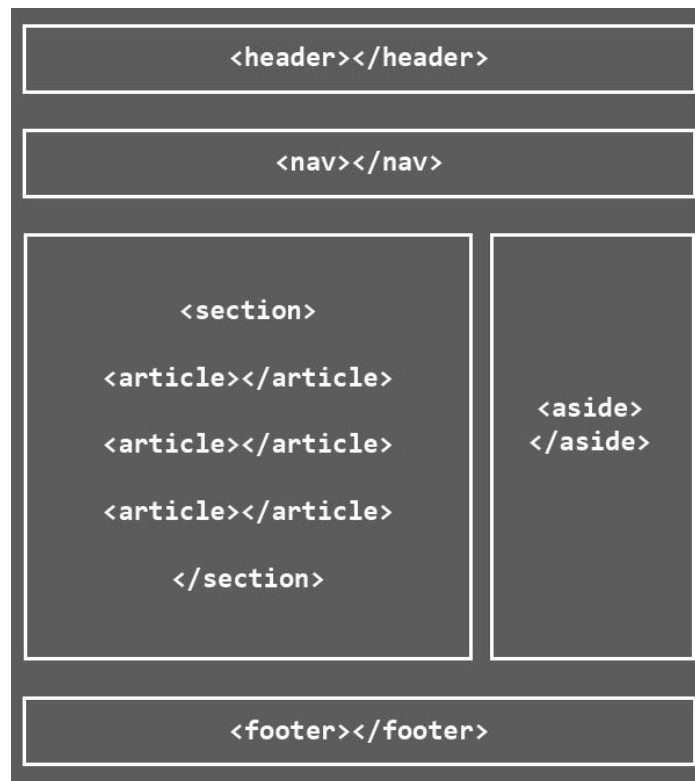 <header></header>
<nav></nav>
<section>
<article></article>
<article></article>
<article></article>
</section>
<aside>
</aside>
<footer></footer>